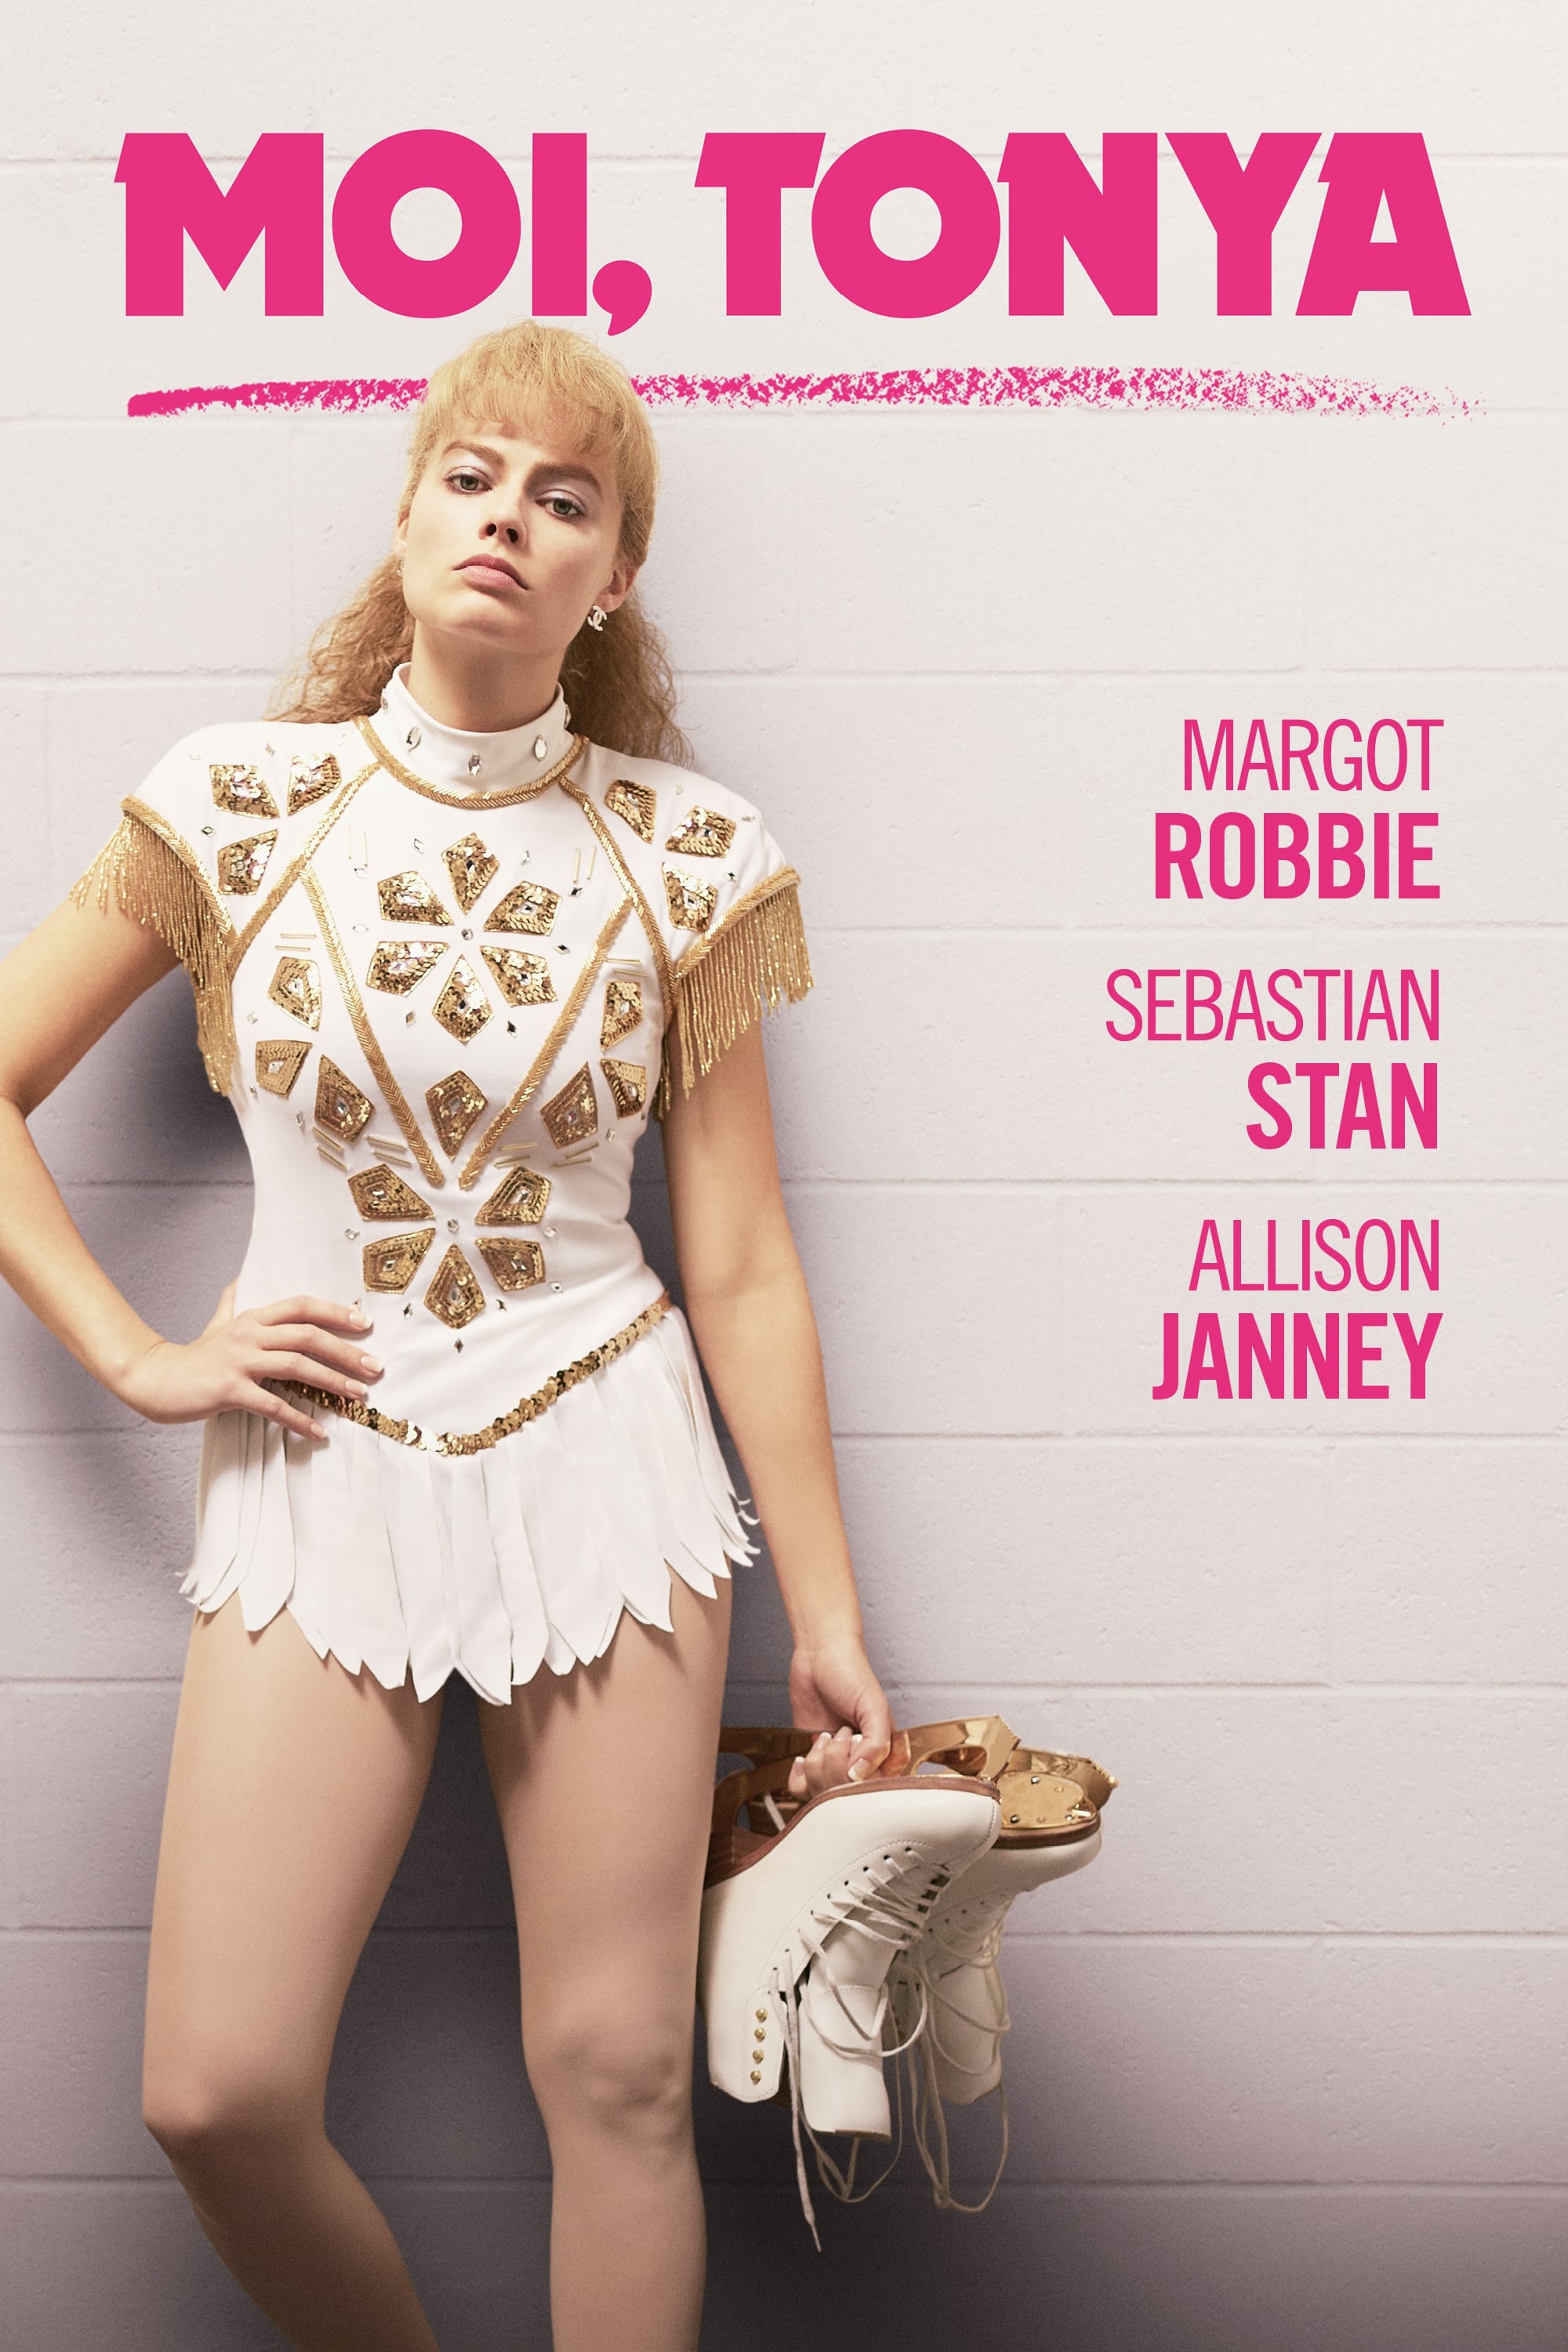 MOI, TONYA
MARGOT
ROBBIE
SEBASTIAN
STAN
ALLISON
JANNEY